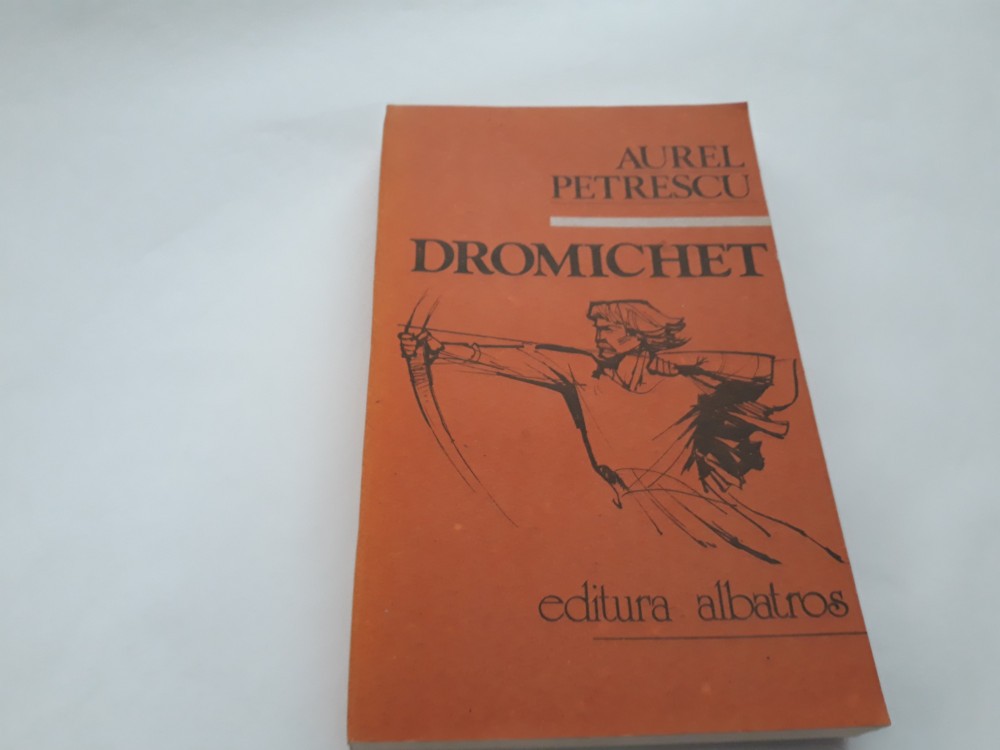 AUREL
PETRESCU
DROMICHET
editura albatros